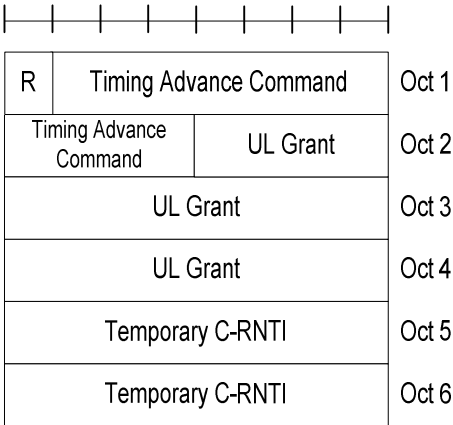 R Timing Advance Command Oct 1
Timing Advance
Command
UL Grant Oct 2
UL Grant Oct 3
UL Grant Oct 4
Temporary C-RNTI Oct 5
Temporary C-RNTI Oct 6